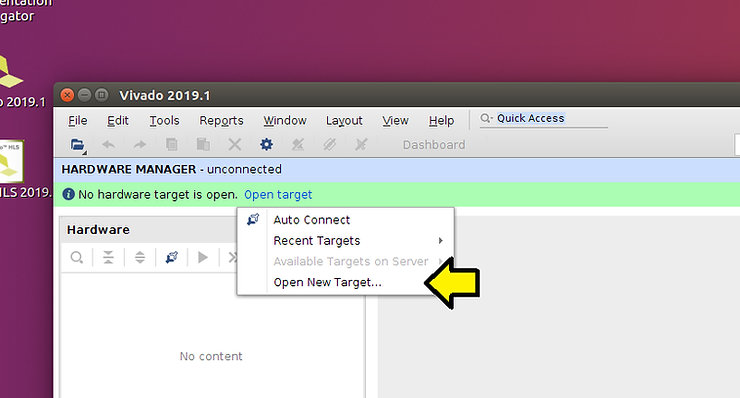 entation
gator
2019.1
HLS
HLS 2019.
Vivado 2019.1
File Edit Tools Reports Window Layout View Help Quick Access
Dashboard
HARDWARE MANAGER - unconnected
No hardware target is open. Open target
Hardware
Auto Connect
Recent Targets
Available Targets on Server
Open New Target...
No content